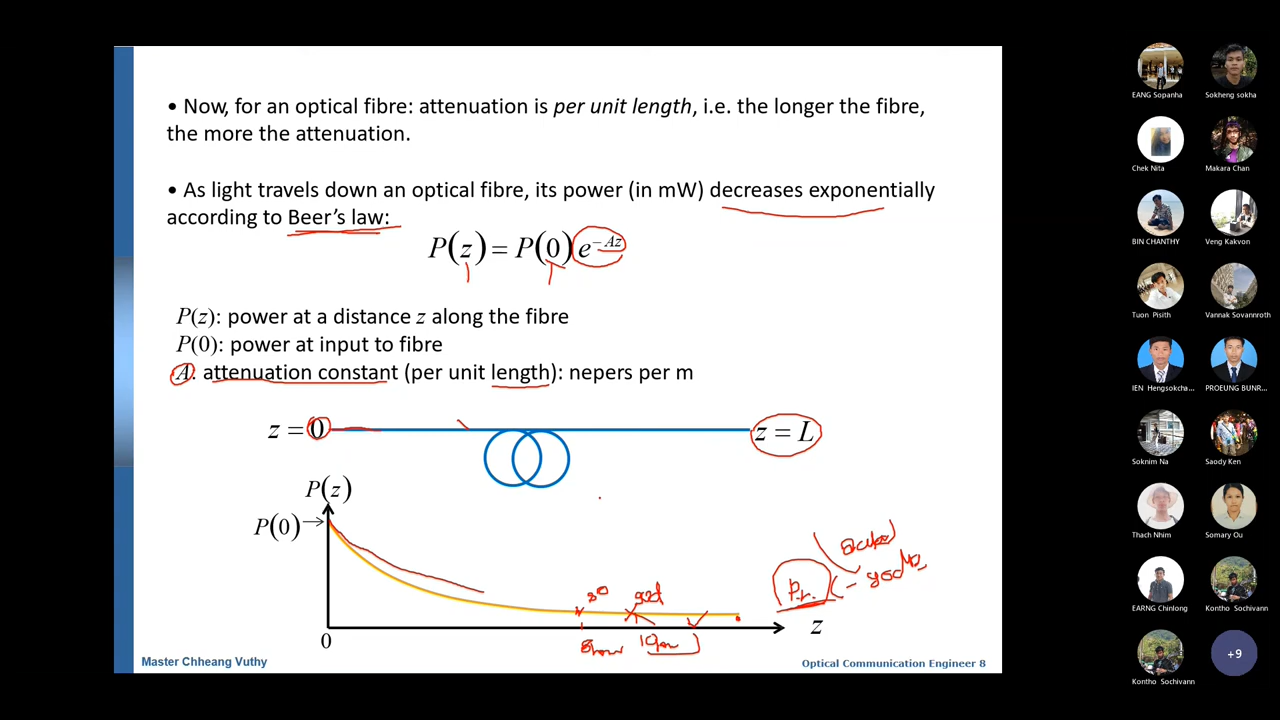 • Now, for an optical fibre: attenuation is per unit length, i.e. the longer the fibre,
the more the attenuation.
• As light travels down an optical fibre, its power (in mW) decreases exponentially
according to Beer's law:
P(z) = P(0) e^{-Az}
P(z): power at a distance z along the fibre
P(0): power at input to fibre
A: attenuation constant (per unit length): nepers per m
z = 0
z = L
P(z)
P(0)
P.r.
z
0
Master Chheang Vuthy
Optical Communication Engineer 8
EANG Sopanha
Sokheng sokha
Chek Nita
Makara Chan
BIN CHANTHY
Veng Kakvon
Tuon Pisith
Vannak Sovannroth
IEN Hengsokcha...
PROEUNG BUNR...
Soknim Na
Saody Ken
Thach Nhim
Somary Ou
EARNG Chinlong
Kontho Sochivann
Kontho Sochivann
+9